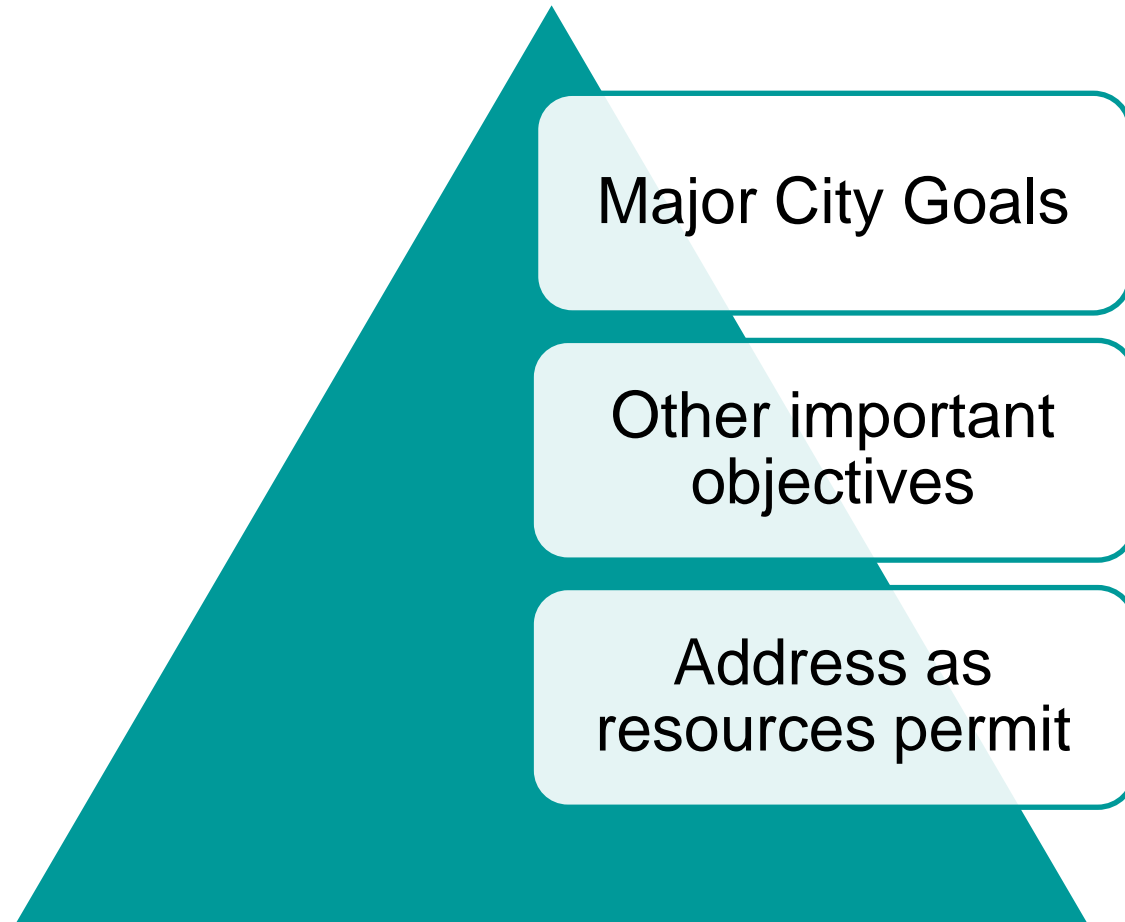 Major City Goals
Other important
objectives
Address as
resources permit